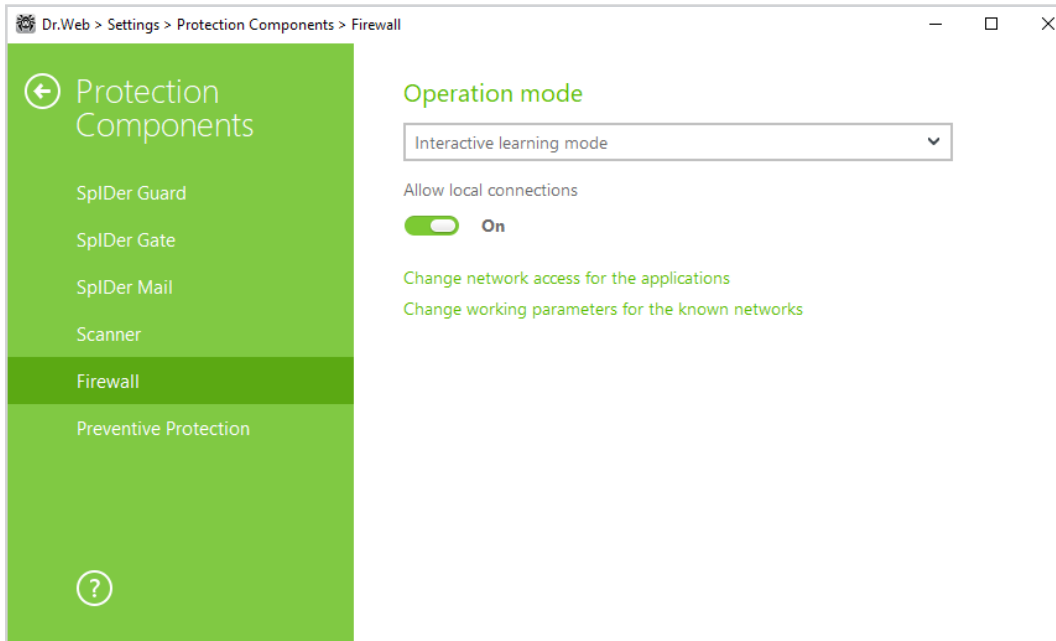 Dr.Web > Settings > Protection Components > Firewall
Protection
Components
SpIDer Guard
SpIDer Gate
SpIDer Mail
Scanner
Firewall
Preventive Protection
?
Operation mode
Interactive learning mode
Allow local connections
On
Change network access for the applications
Change working parameters for the known networks